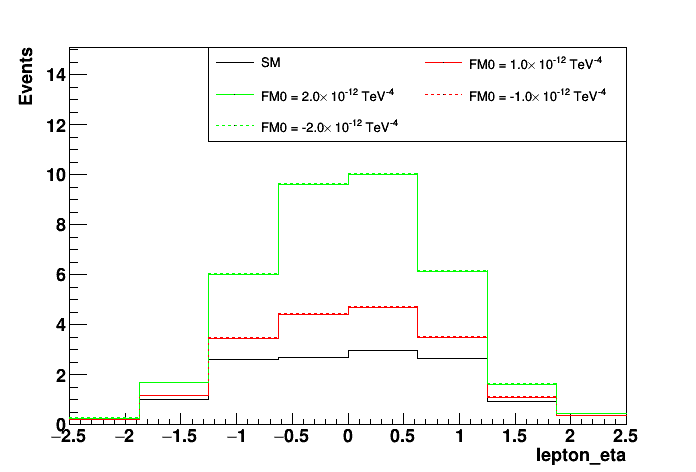 Events
14
12
10
8
6
4
2
0
SM
FM0 = 1.0× 10⁻¹² TeV⁻⁴
FM0 = 2.0× 10⁻¹² TeV⁻⁴
FM0 = -1.0× 10⁻¹² TeV⁻⁴
FM0 = -2.0× 10⁻¹² TeV⁻⁴
−2.5 −2 −1.5 −1 −0.5 0 0.5 1 1.5 2 2.5
lepton_eta